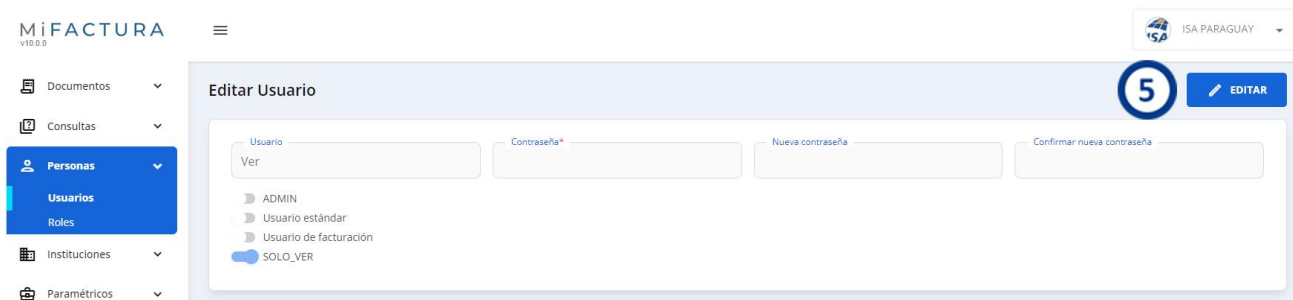 MiFACTURA
v10.0.0
ISA
ISA PARAGUAY
Documentos
Consultas
Personas
Usuarios
Roles
Instituciones
Paramétricos
Editar Usuario
5
EDITAR
Usuario
Ver
Contraseña*
Nueva contraseña
Confirmar nueva contraseña
ADMIN
Usuario estándar
Usuario de facturación
SOLO_VER